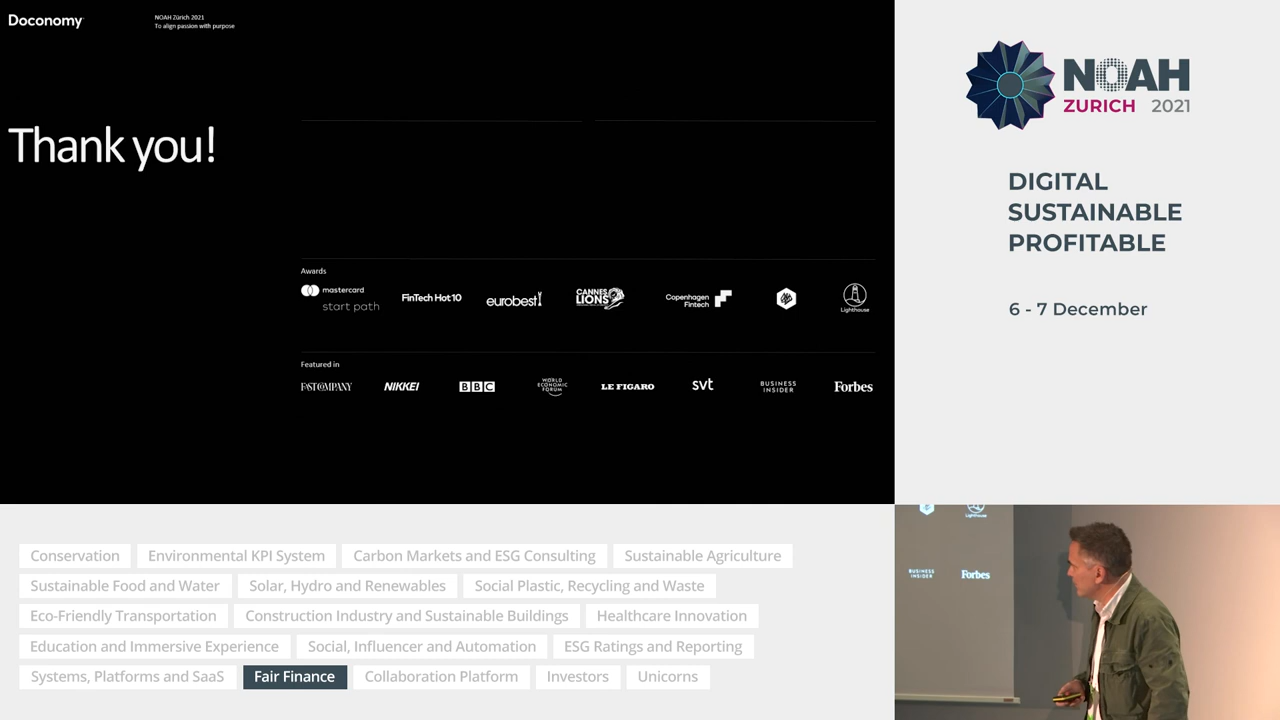 Doconomy
NOAH Zürich 2021
To align passion with purpose
Thank you!
Awards
mastercard
start path
FinTech Hot 10
eurobest
CANNES
LIONS
Copenhagen
Fintech
Lighthouse
Featured in
FAST COMPANY
NIKKEI
BBC
WORLD
ECONOMIC
FORUM
LE FIGARO
svt
BUSINESS
INSIDER
Forbes
NOAH
ZURICH 2021
DIGITAL
SUSTAINABLE
PROFITABLE
6 - 7 December
Conservation
Environmental KPI System
Carbon Markets and ESG Consulting
Sustainable Agriculture
Sustainable Food and Water
Solar, Hydro and Renewables
Social Plastic, Recycling and Waste
Eco-Friendly Transportation
Construction Industry and Sustainable Buildings
Healthcare Innovation
Education and Immersive Experience
Social, Influencer and Automation
ESG Ratings and Reporting
Systems, Platforms and SaaS
Fair Finance
Collaboration Platform
Investors
Unicorns
Lighthouse
BUSINESS
INSIDER
Forbes